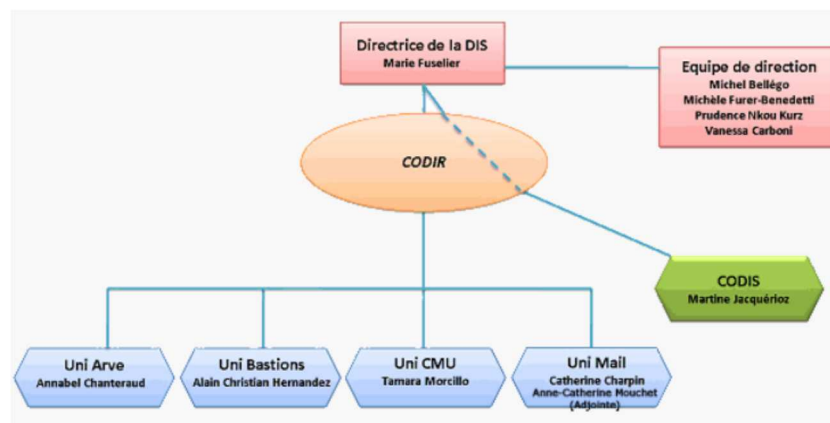 Directrice de la DIS
Marie Fuselier
Equipe de direction
Michel Bellégo
Michèle Furer-Benedetti
Prudence Nkou Kurz
Vanessa Carboni
CODIR
CODIS
Martine Jacquérioz
Uni Arve
Annabel Chanteraud
Uni Bastions
Alain Christian Hernandez
Uni CMU
Tamara Morcillo
Uni Mail
Catherine Charpin
Anne-Catherine Mouchet
(Adjointe)